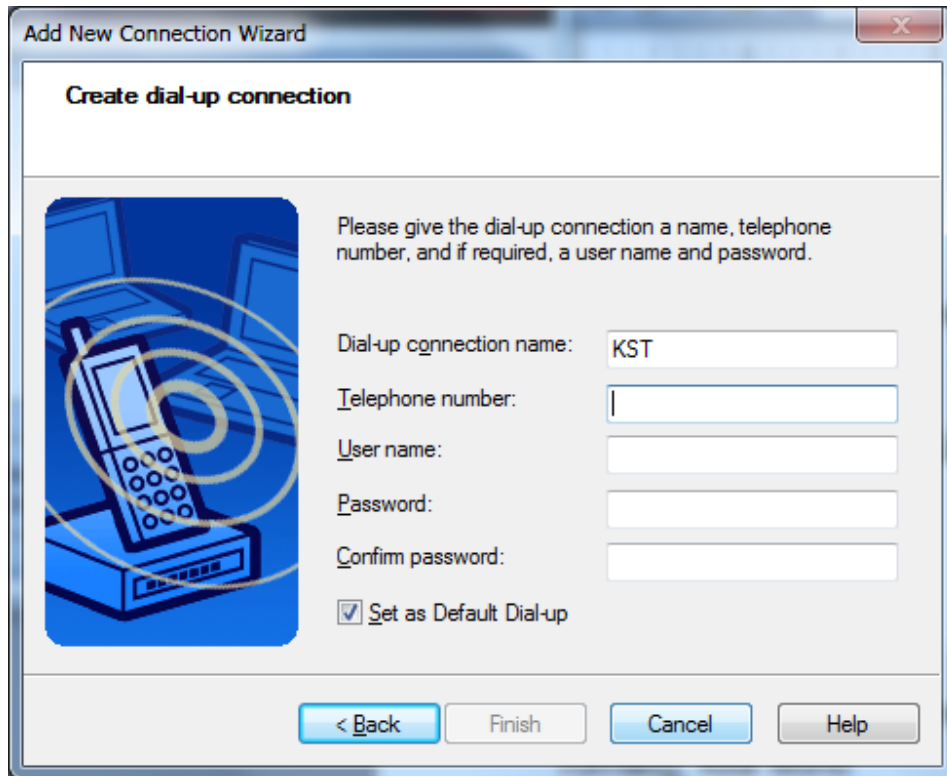 Add New Connection Wizard
Create dial-up connection
Please give the dial-up connection a name, telephone
number, and if required, a user name and password.
Dial-up connection name: KST
Telephone number:
User name:
Password:
Confirm password:
Set as Default Dial-up
< Back Finish Cancel Help